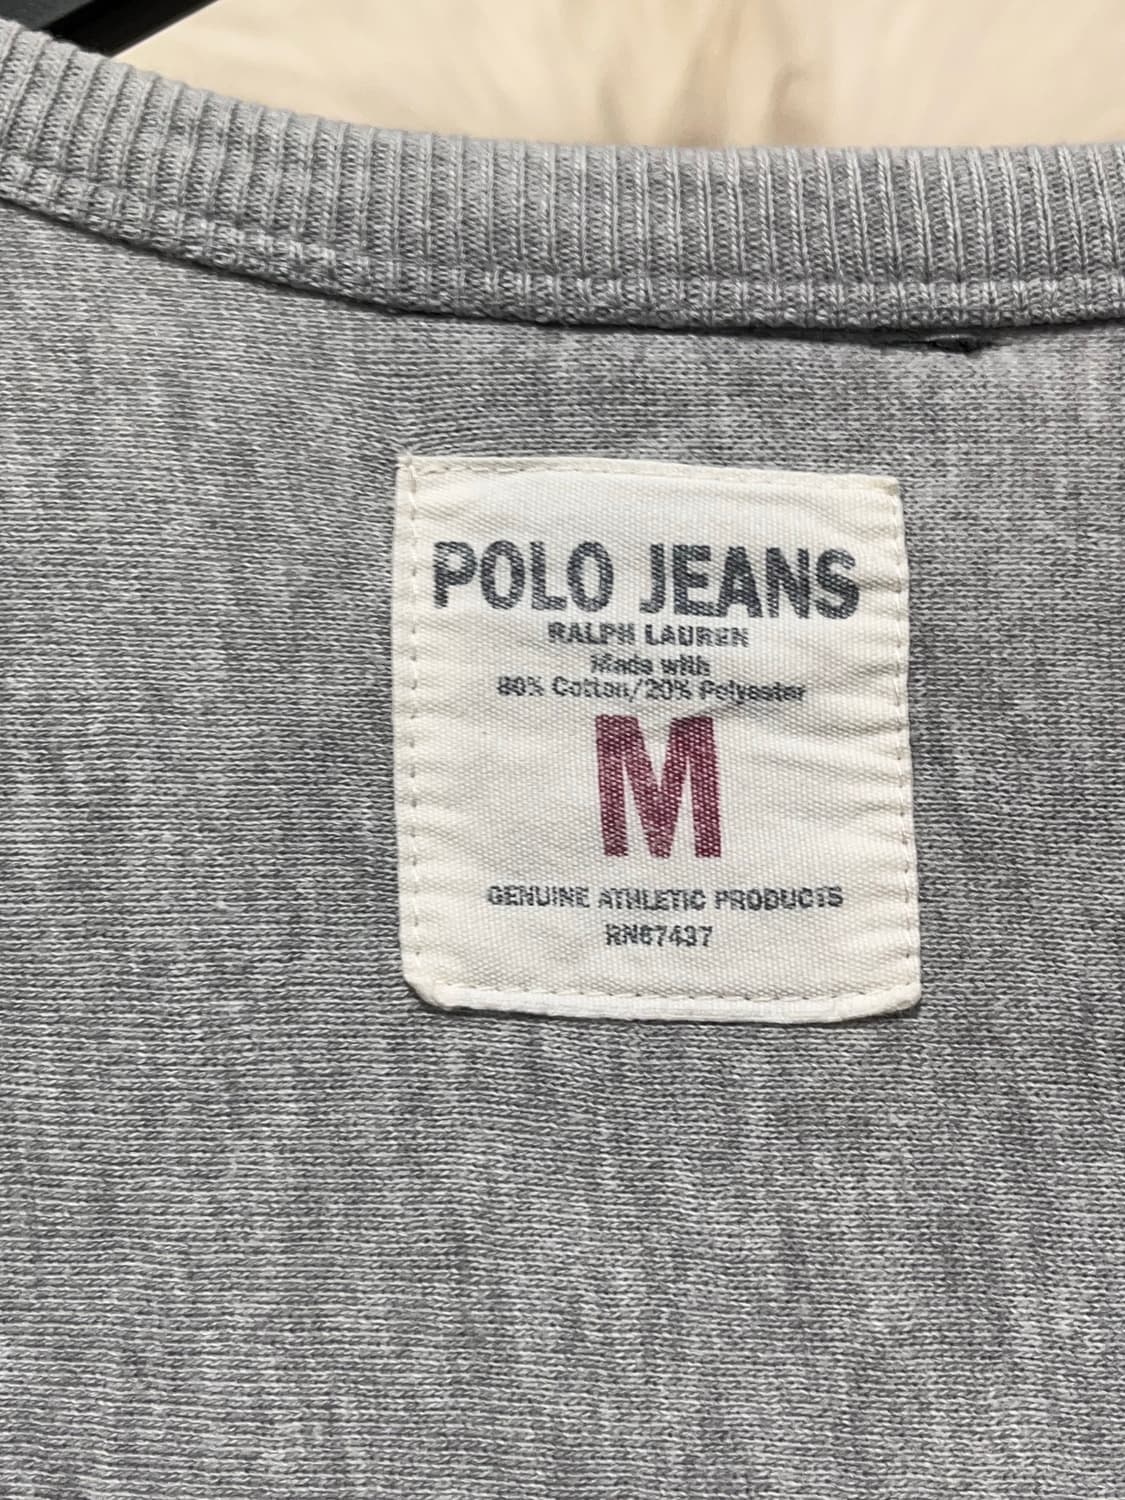 POLO JEANS
RALPH LAUREN
Made with
80% Cotton/20% Polyester
M
GENUINE ATHLETIC PRODUCTS
RN67437